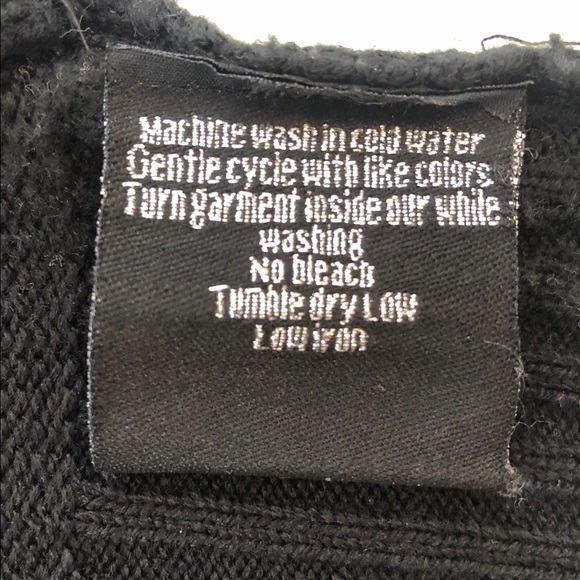 Machine wash in cold water
Gentle cycle with like colors
Turn garment inside our while
washing
No bleach
Tumble dry Low
Low iron